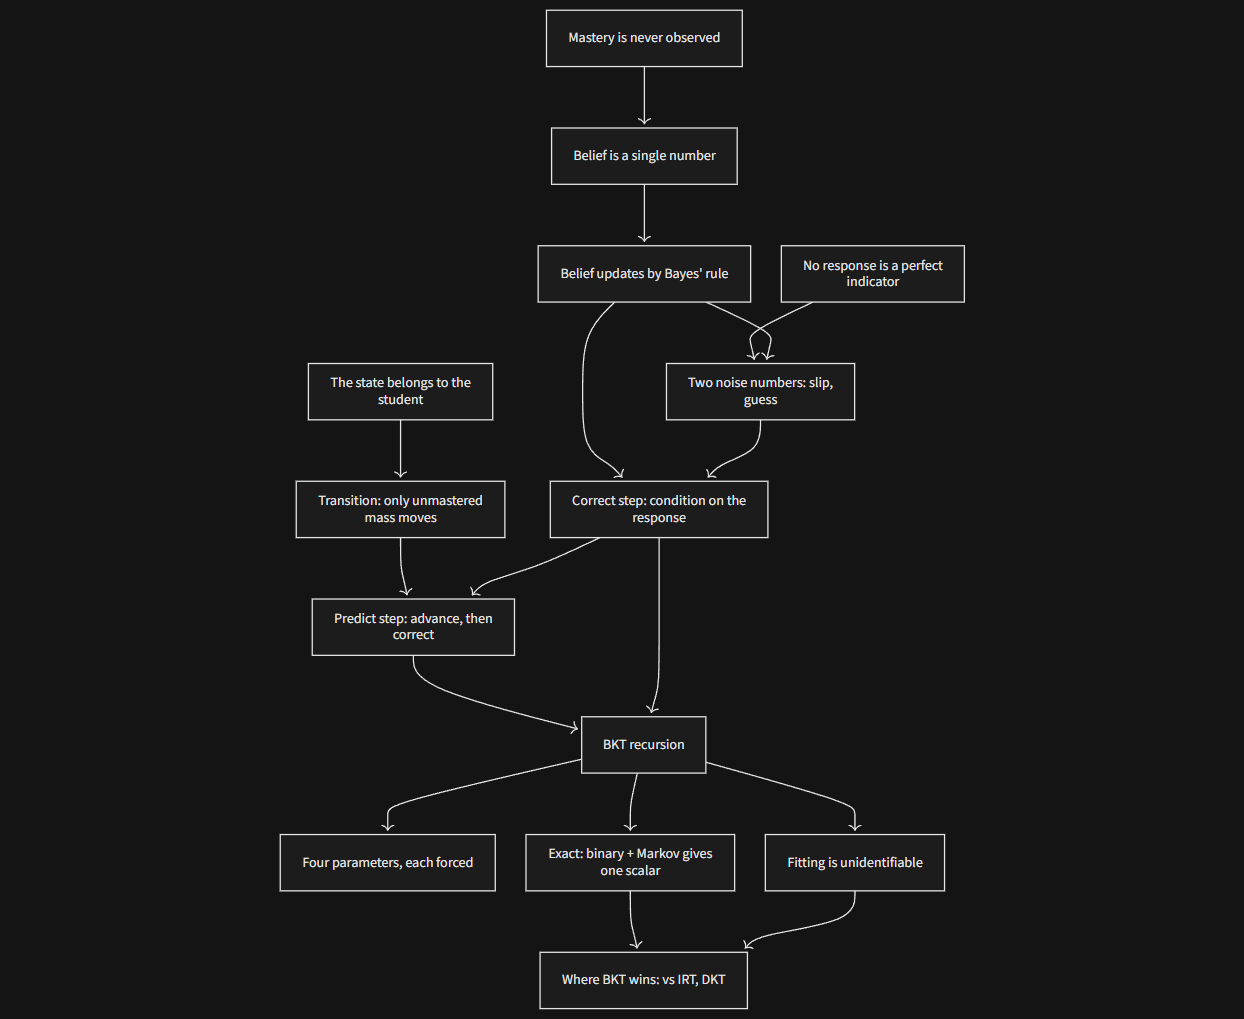 Mastery is never observed
Belief is a single number
Belief updates by Bayes' rule
No response is a perfect
indicator
The state belongs to the
student
Two noise numbers: slip,
guess
Transition: only unmastered
mass moves
Correct step: condition on the
response
Predict step: advance, then
correct
BKT recursion
Four parameters, each forced
Exact: binary + Markov gives
one scalar
Fitting is unidentifiable
Where BKT wins: vs IRT, DKT